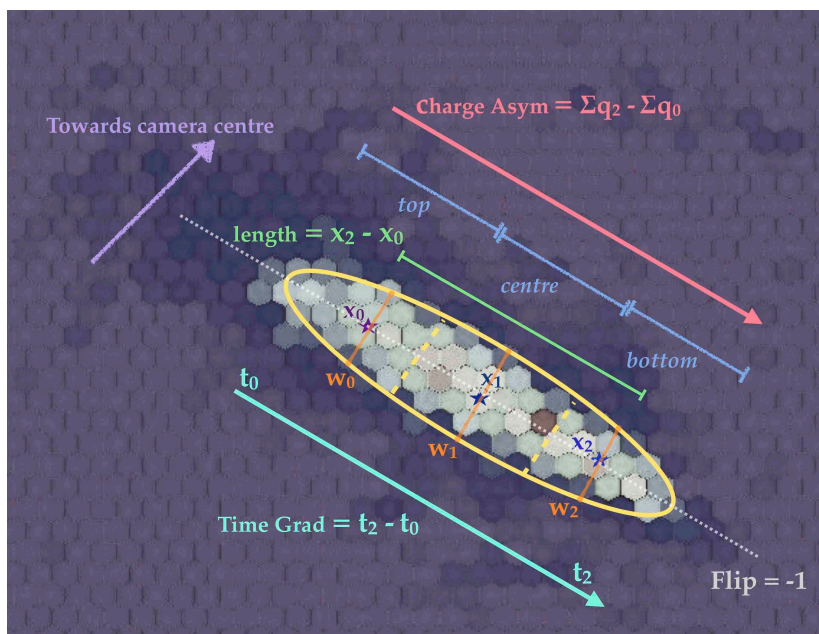 Charge Asym = Σq₂ - Σq₀
Towards camera centre
top
length = x₂ - x₀
centre
x₀
bottom
w₀
x₁
t₀
x₂
w₁
w₂
Time Grad = t₂ - t₀
t₂
Flip = -1